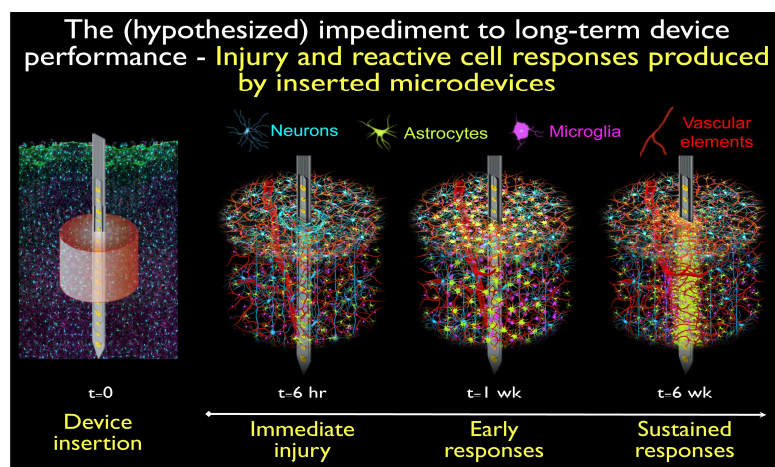 The (hypothesized) impediment to long-term device
performance - Injury and reactive cell responses produced
by inserted microdevices
Neurons
Astrocytes
Microglia
Vascular
elements
t=0
t=6 hr
t=1 wk
t=6 wk
Device
insertion
Immediate
injury
Early
responses
Sustained
responses